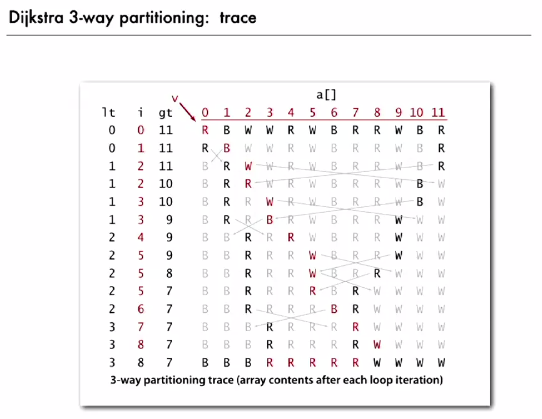 Dijkstra 3-way partitioning: trace
a[]
v
lt i gt 0 1 2 3 4 5 6 7 8 9 10 11
0 0 11 R B W W R W B R R W B R
0 1 11 R B W W R W B R R W B R
1 2 11 B R W W R W B R R W B R
1 2 10 B R R W R W B R R W B W
1 3 10 B R R W R W B R R W B W
1 3 9 B R R B R W B R R W W W
2 4 9 B B R R R W B R R W W W
2 5 9 B B R R R W B R R W W W
2 5 8 B B R R R W B R R W W W
2 5 7 B B R R R R B R W W W W
2 6 7 B B R R R R B R W W W W
3 7 7 B B B R R R R R W W W W
3 8 7 B B B R R R R R W W W W
3 8 7 B B B R R R R R W W W W
3-way partitioning trace (array contents after each loop iteration)